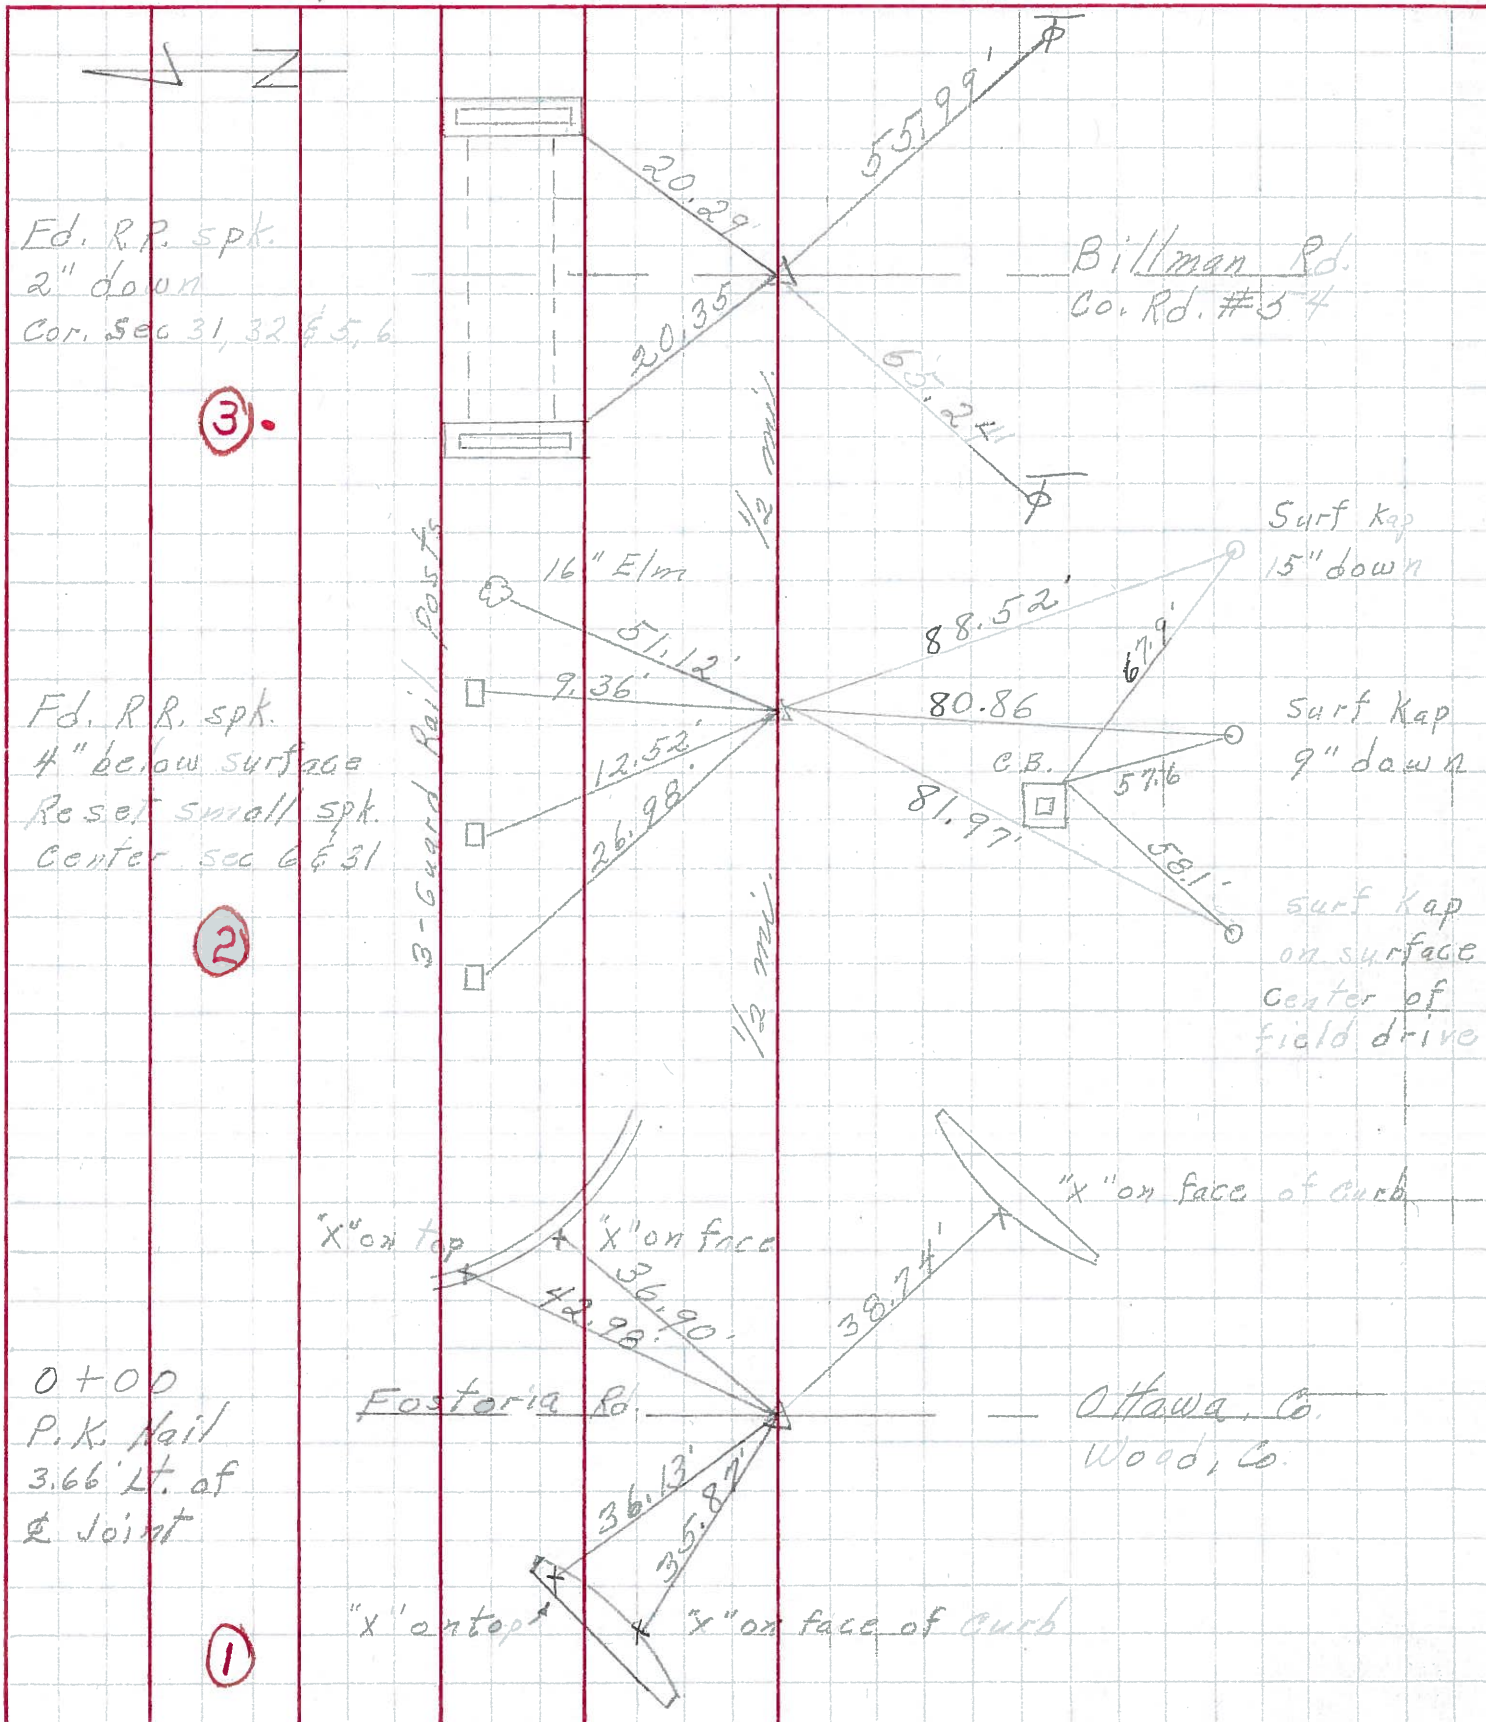 N
55.99'
20.29'
Fd. R.R. spk.
2" down
Cor. Sec 31, 32 & 5, 6
Billman Rd.
Co. Rd. #54
20.35
③.
1/2 mi.
3-Guard Rail Posts
Surf Kap
15" down
16" Elm
51.12'
88.52'
67.9'
9.36'
80.86
Fd. R.R. spk.
4" below surface
Reset small spk.
Center sec 6 & 31
Surf Kap
9" down
C.B.
57.6
12.52'
26.98'
81.97'
58.1'
②
Surf Kap
on surface
Center of
field drive
1/2 mi.
"X" on face of curb
"X" on top
"X" on face
36.90'
42.98'
38.74'
0+00
P.K. Nail
3.66' Lt. of
℄ Joint
Fostoria Rd.
Ottawa, Co.
Wood, Co.
36.13'
35.87'
"X" on top
"X" on face of curb
①